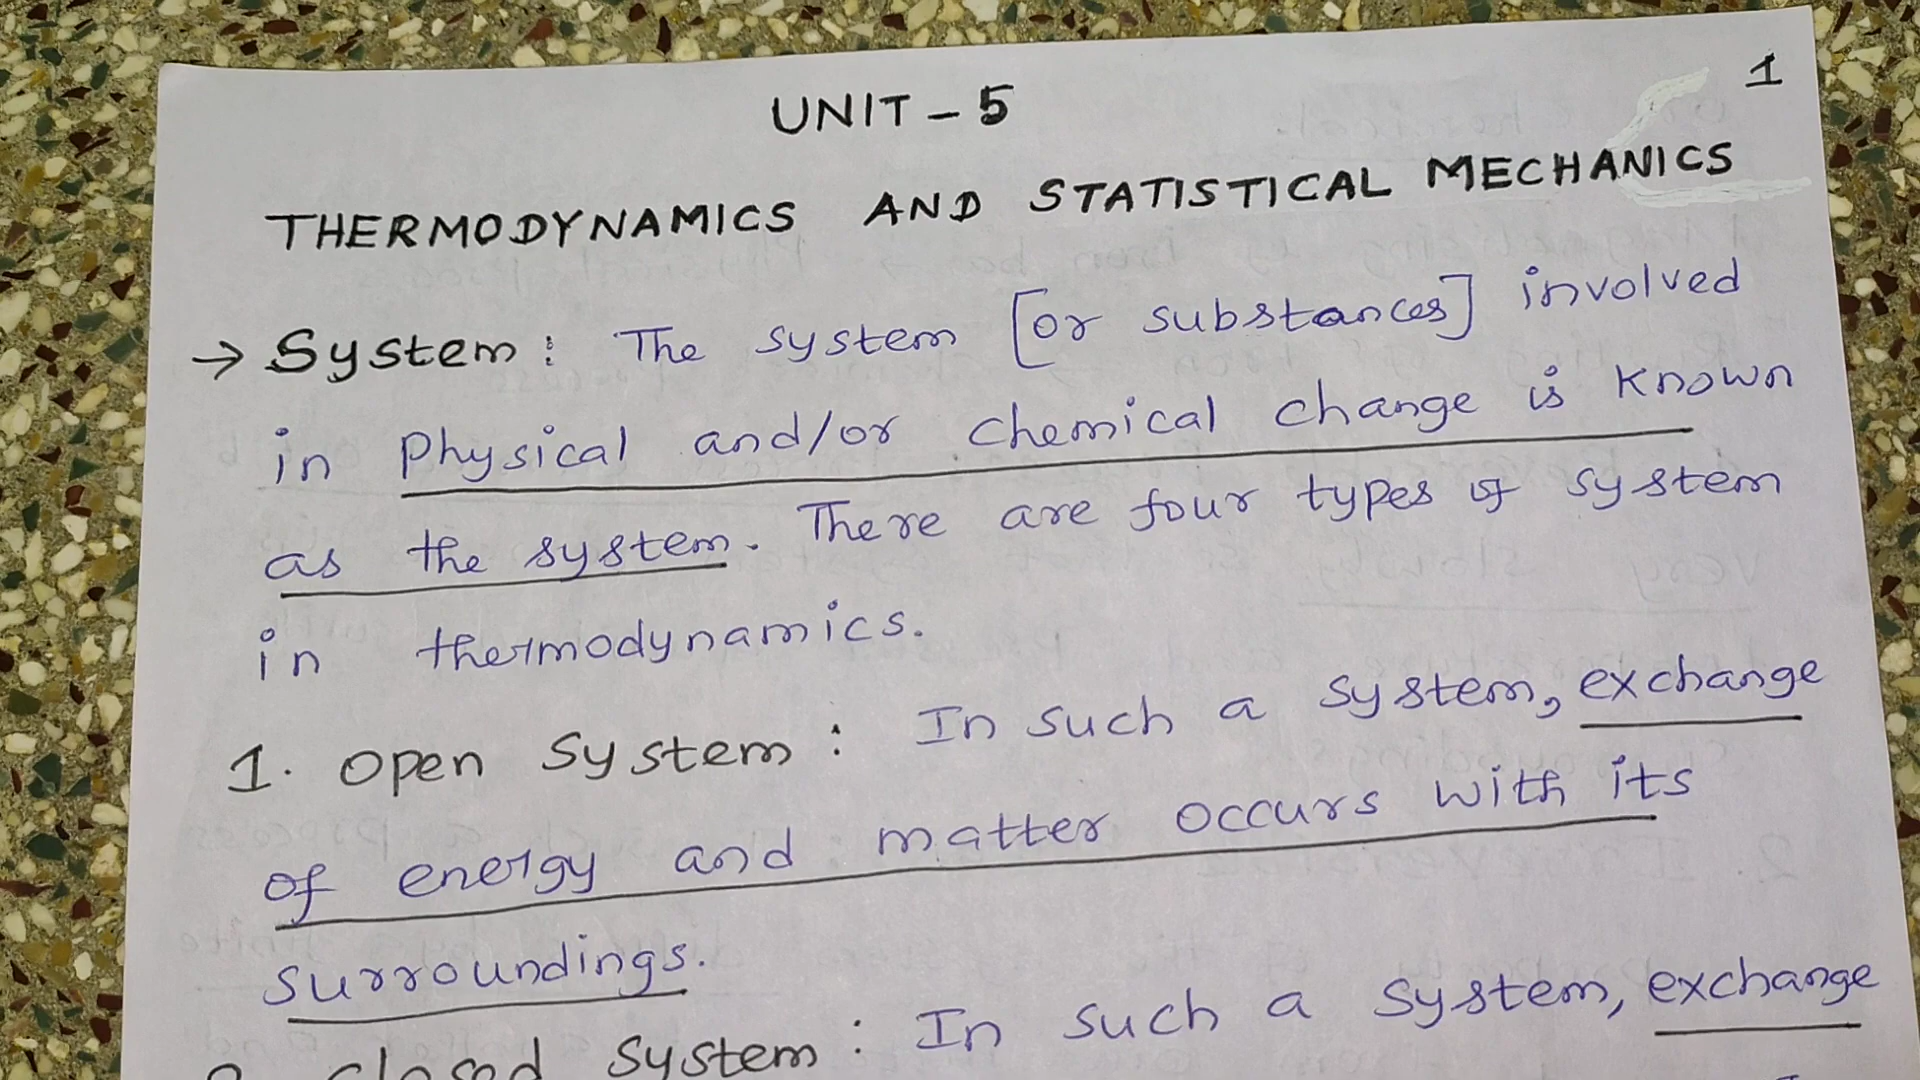 1
UNIT - 5
THERMODYNAMICS AND STATISTICAL MECHANICS
→ System : The system [or substances] involved
in Physical and/or chemical change is known
as the system. There are four types of system
in thermodynamics.
1. Open System : In such a system, exchange
of energy and matter occurs with its
surroundings.
closed System : In such a system, exchange